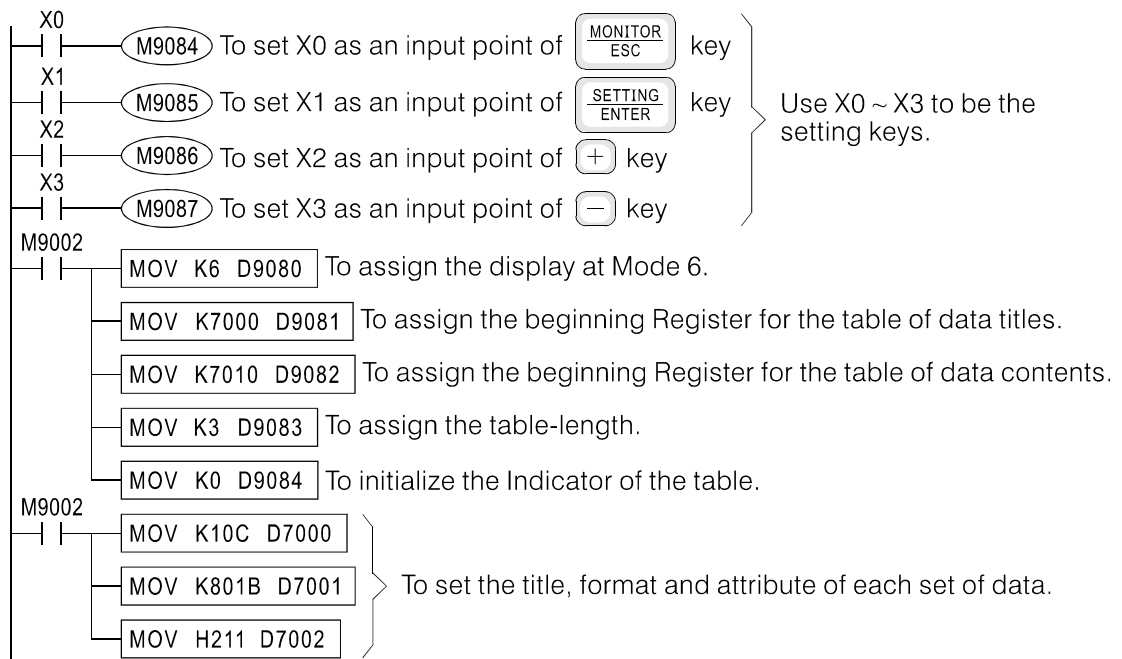 X0
M9084 To set X0 as an input point of MONITOR ESC key
X1
M9085 To set X1 as an input point of SETTING ENTER key
Use X0 ~ X3 to be the
setting keys.
X2
M9086 To set X2 as an input point of + key
X3
M9087 To set X3 as an input point of − key
M9002
MOV K6 D9080 To assign the display at Mode 6.
MOV K7000 D9081 To assign the beginning Register for the table of data titles.
MOV K7010 D9082 To assign the beginning Register for the table of data contents.
MOV K3 D9083 To assign the table-length.
MOV K0 D9084 To initialize the Indicator of the table.
M9002
MOV K10C D7000
MOV K801B D7001 To set the title, format and attribute of each set of data.
MOV H211 D7002